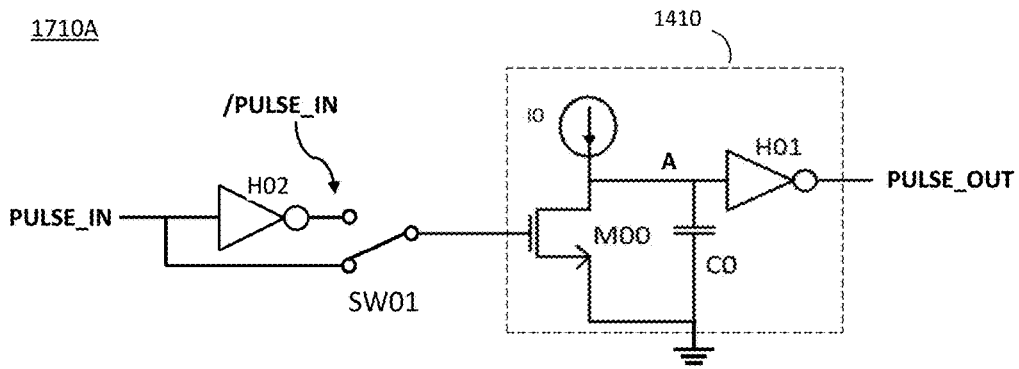 1710A
1410
/PULSE_IN
I0
H02
A
H01
PULSE_IN
PULSE_OUT
M00
C0
SW01